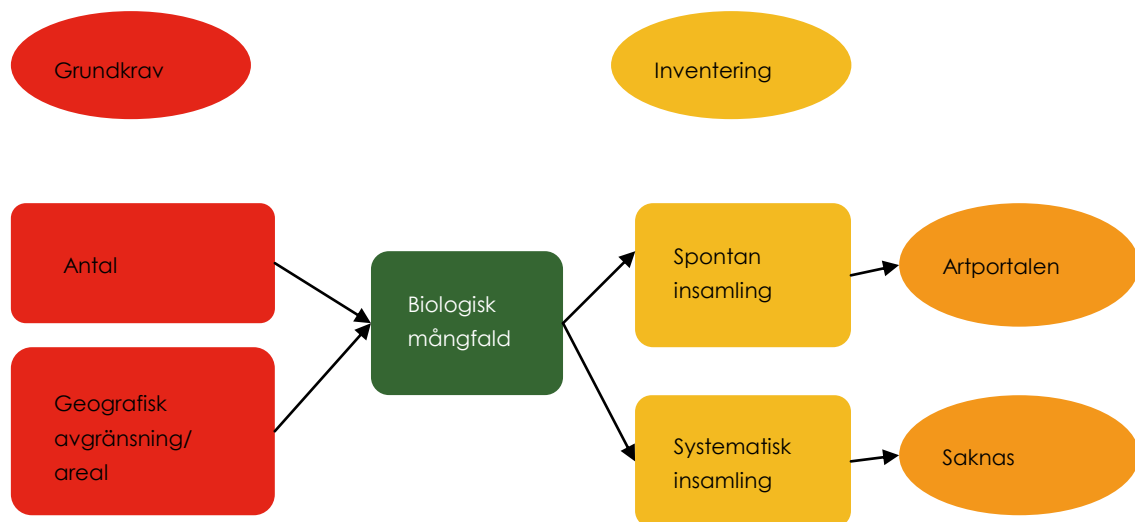 Grundkrav
Inventering
Antal
Geografisk
avgränsning/
areal
Biologisk
mångfald
Spontan
insamling
Artportalen
Systematisk
insamling
Saknas